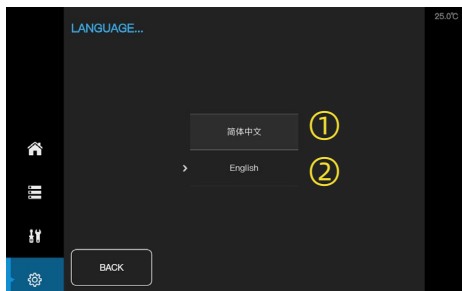 LANGUAGE...
25.0℃
简体中文
①
English
②
BACK